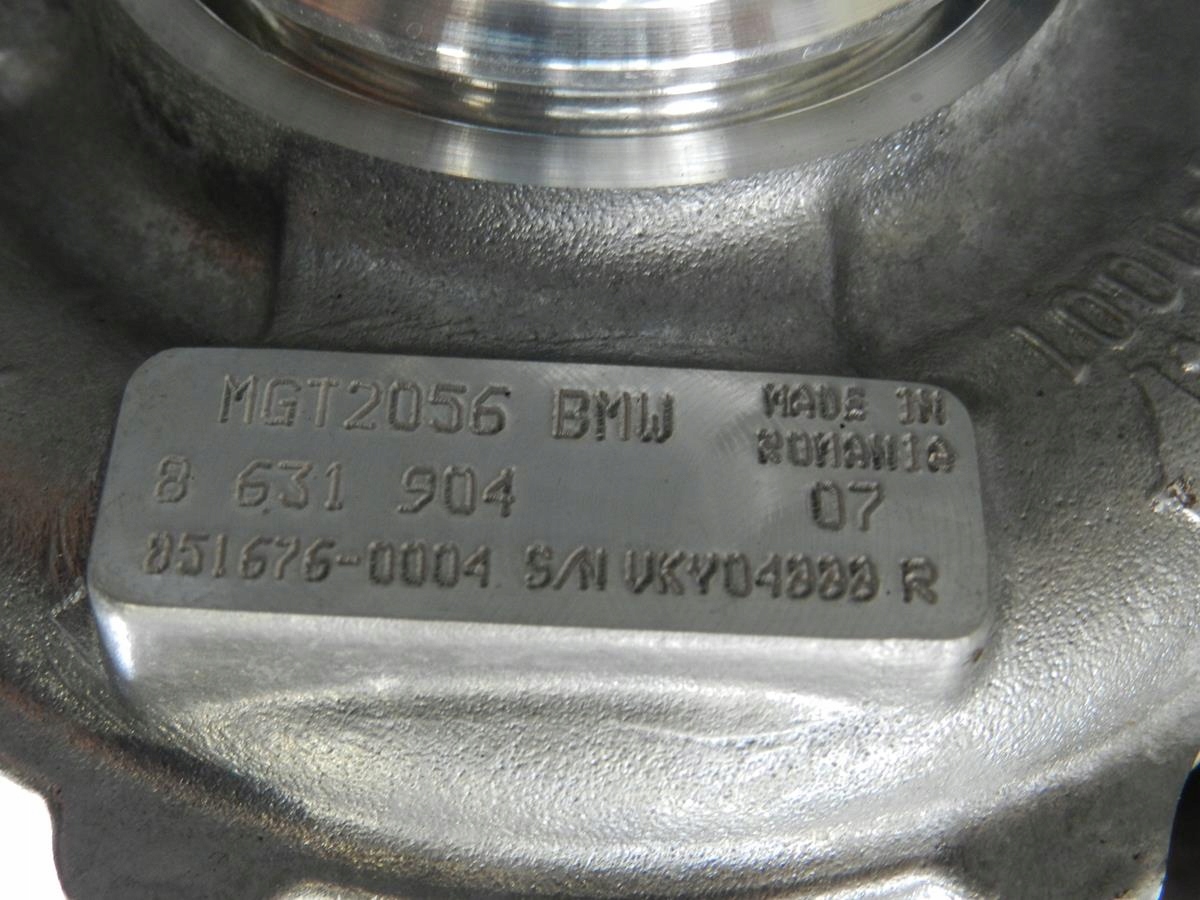 MGT2056 BMW
MADE IN
ROMANIA
8 631 904
07
851676-0004 S/N VKY04888 R